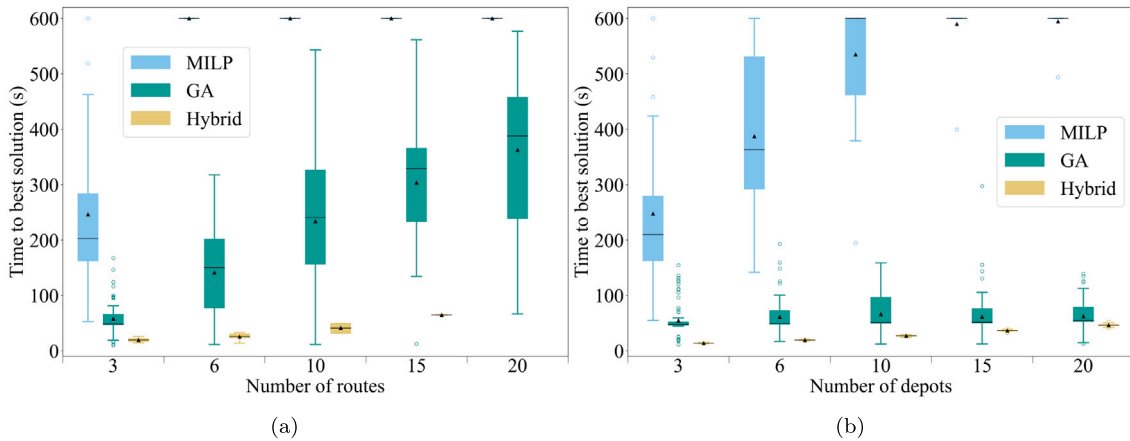 600
500
400
300
200
100
0
Time to best solution (s)
MILP
GA
Hybrid
3 6 10 15 20
Number of routes
(a)
600
500
400
300
200
100
0
Time to best solution (s)
MILP
GA
Hybrid
3 6 10 15 20
Number of depots
(b)